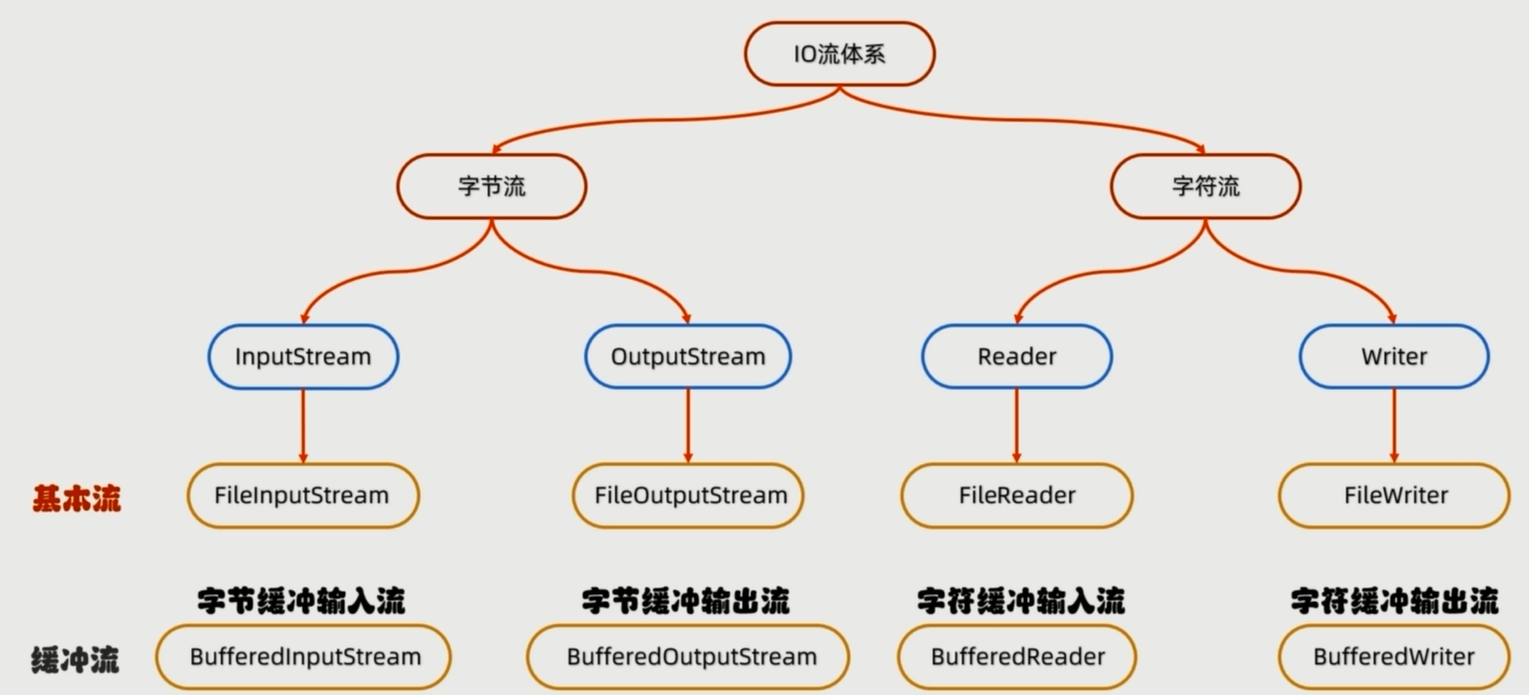 IO流体系
字节流
字符流
InputStream
OutputStream
Reader
Writer
基本流
FileInputStream
FileOutputStream
FileReader
FileWriter
字节缓冲输入流
字节缓冲输出流
字符缓冲输入流
字符缓冲输出流
缓冲流
BufferedInputStream
BufferedOutputStream
BufferedReader
BufferedWriter